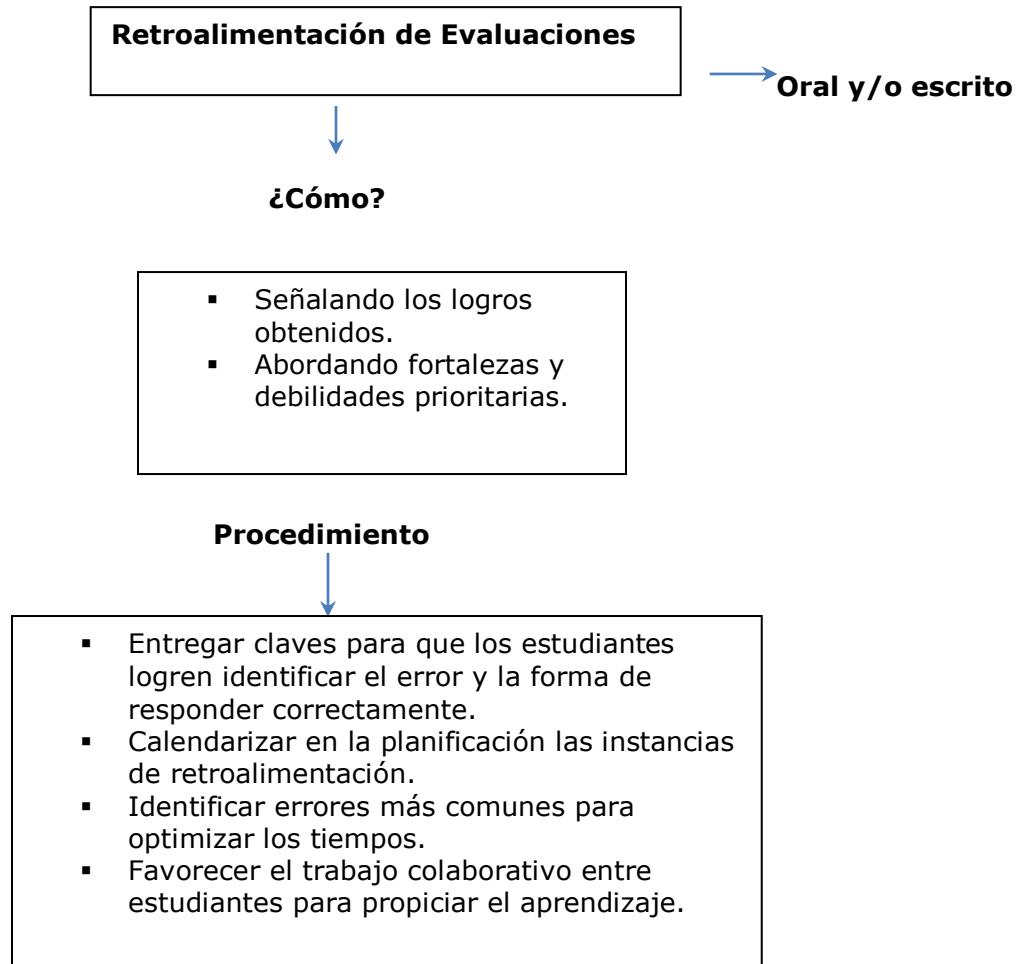 Retroalimentación de Evaluaciones
Oral y/o escrito
¿Cómo?
▪ Señalando los logros
obtenidos.
▪ Abordando fortalezas y
debilidades prioritarias.
Procedimiento
▪ Entregar claves para que los estudiantes
logren identificar el error y la forma de
responder correctamente.
▪ Calendarizar en la planificación las instancias
de retroalimentación.
▪ Identificar errores más comunes para
optimizar los tiempos.
▪ Favorecer el trabajo colaborativo entre
estudiantes para propiciar el aprendizaje.